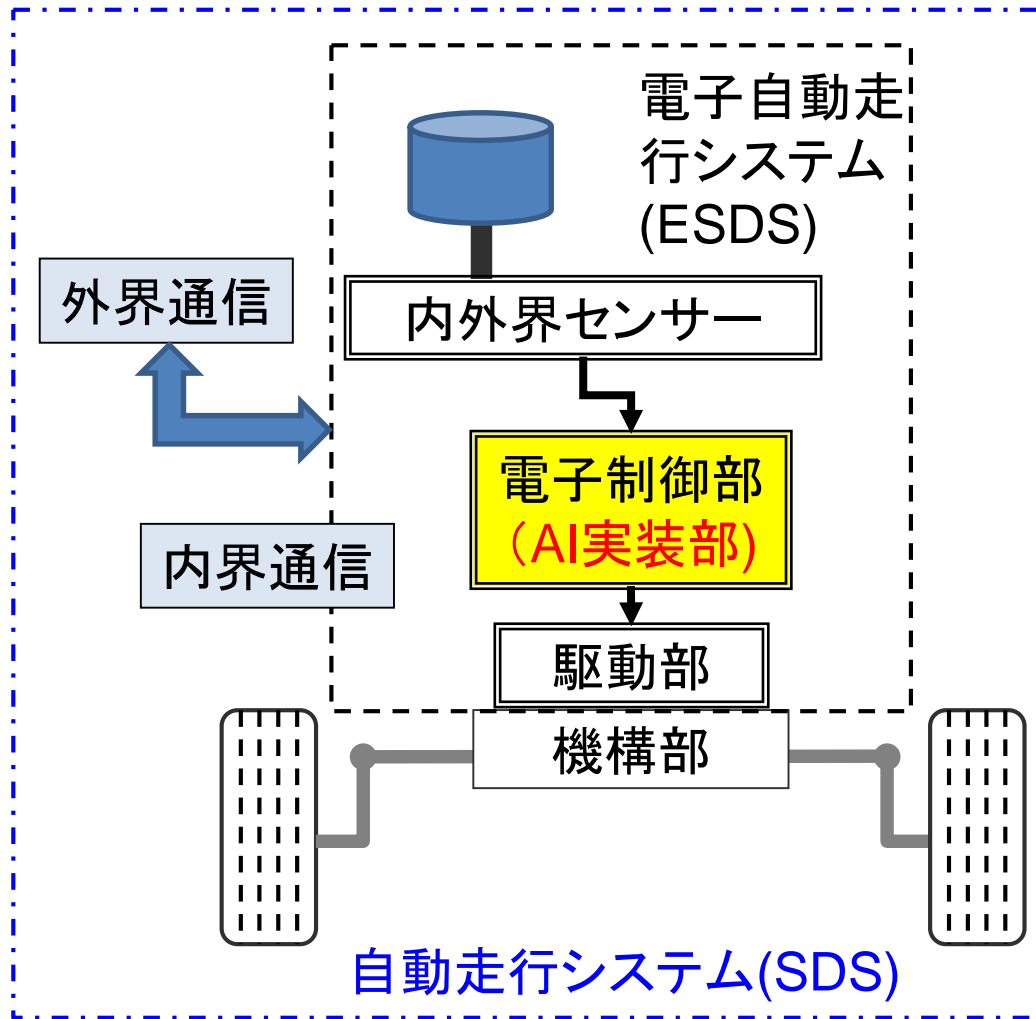 電子自動走
行システム
(ESDS)
外界通信
内外界センサー
電子制御部
（AI実装部)
内界通信
駆動部
機構部
自動走行システム(SDS)